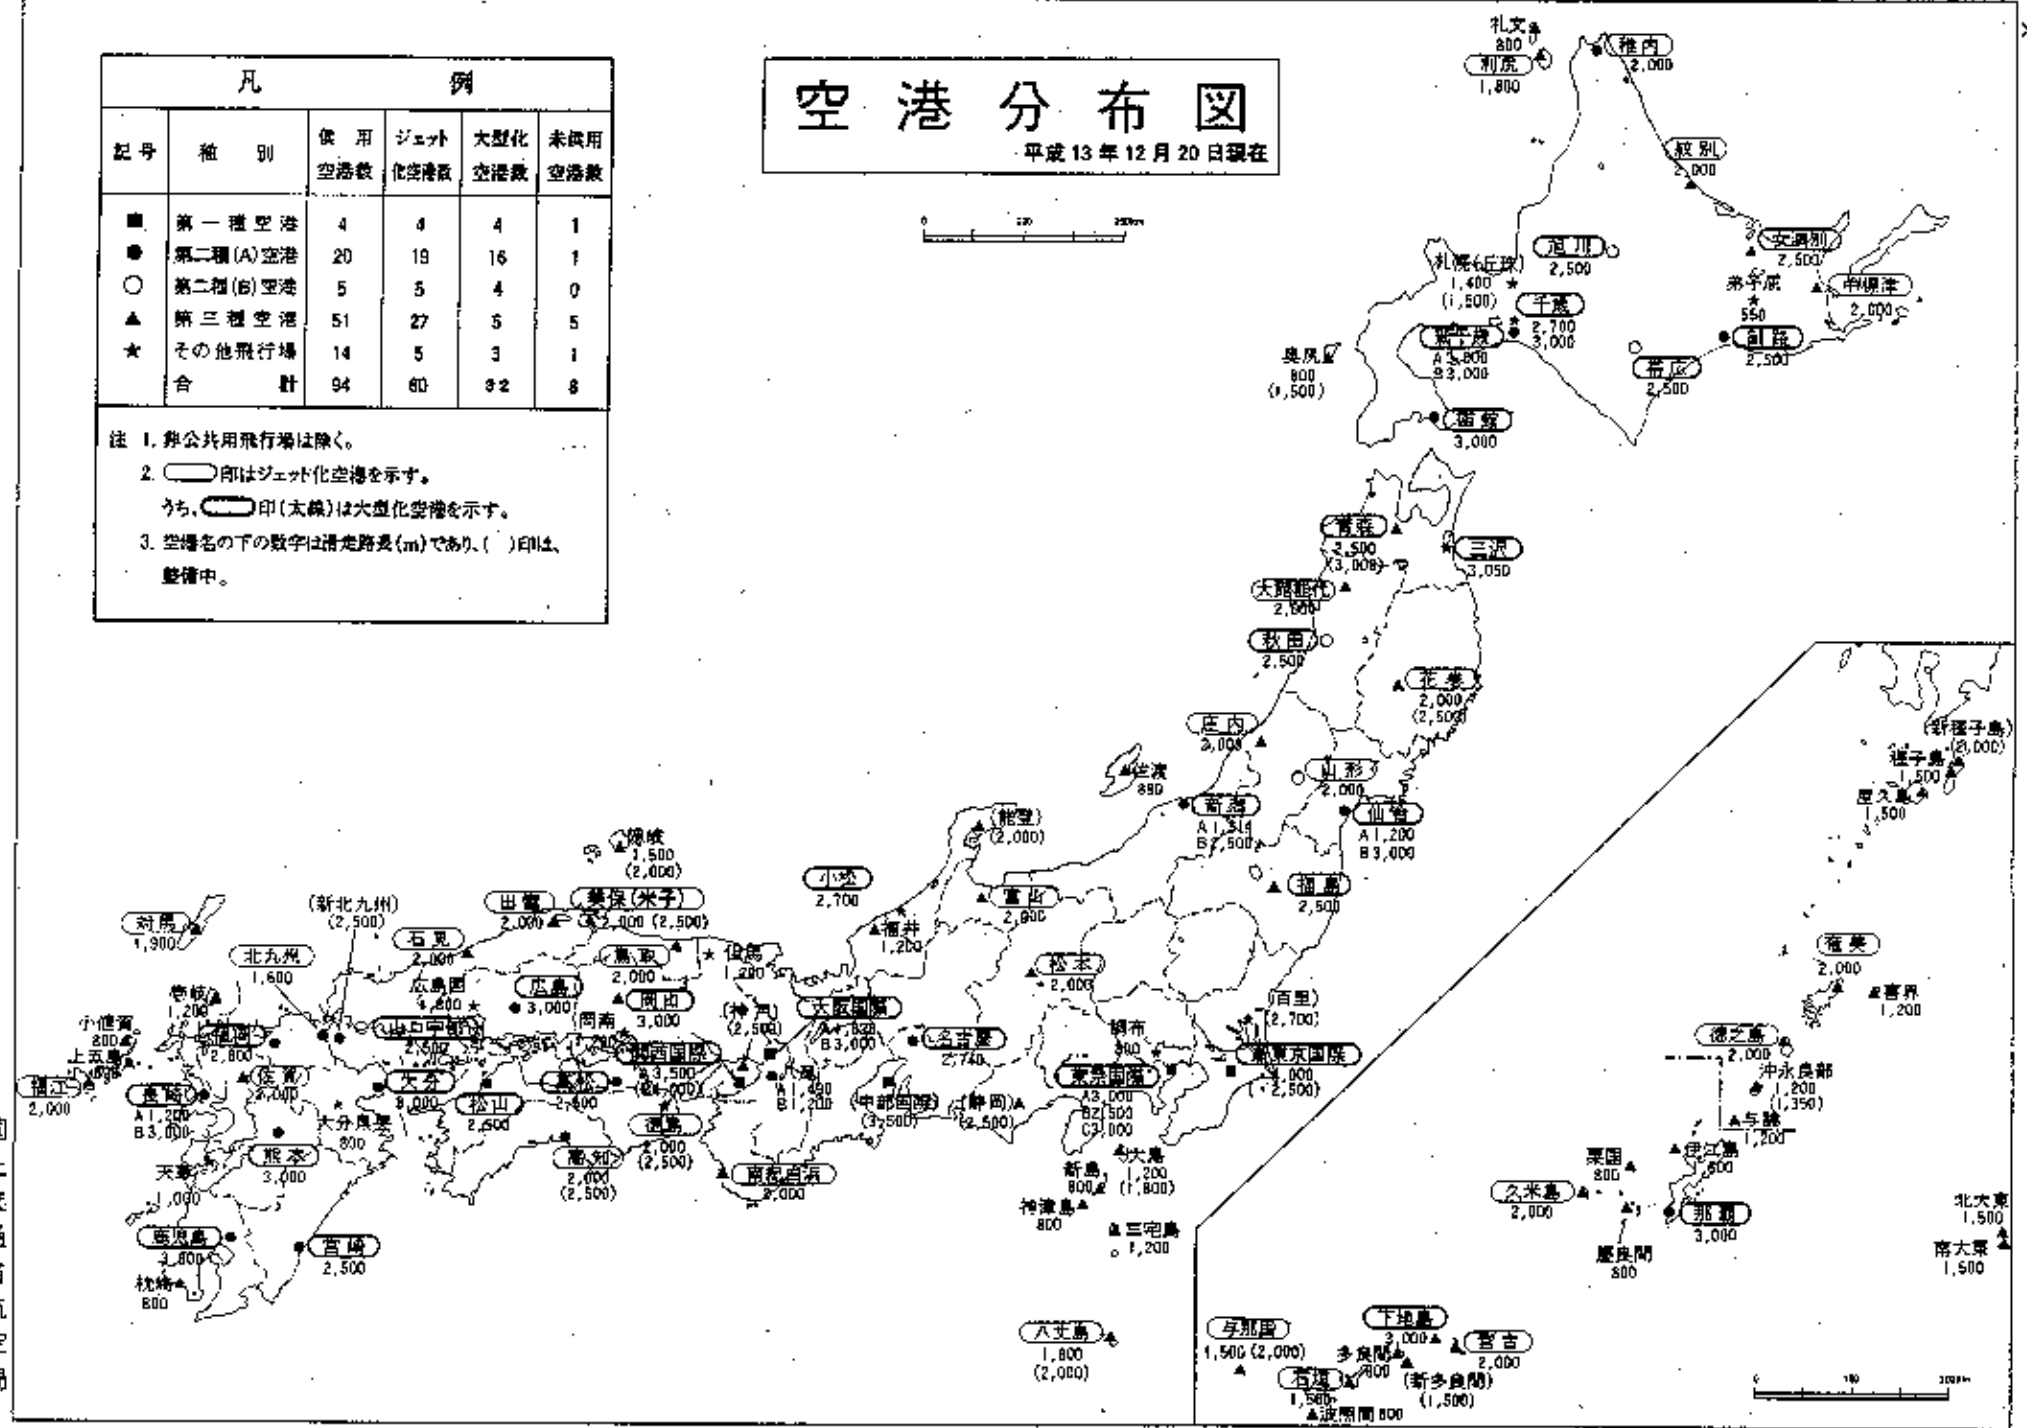 空港分布図
平成13年12月20日現在
凡 例
記号 種別 供用空港数 ジェット化空港数 大型化空港数 未供用空港数
■ 第一種空港 4 4 4 1
● 第二種(A)空港 20 19 16 1
○ 第二種(B)空港 5 5 4 0
▲ 第三種空港 51 27 5 5
★ その他飛行場 14 5 3 1
合計 94 60 32 8
注 1. 非公共用飛行場は除く。
2. 印はジェット化空港を示す。
うち、印(太線)は大型化空港を示す。
3. 空港名の下の数字は滑走路長(m)であり、( )印は、
整備中。
礼文
800
利尻
1,800
稚内
2,000
紋別
2,000
女満別
2,500
中標津
2,000
弟子屈
旭川
2,500
札幌(丘珠)
1,400
(1,500)
千歳
2,700
3,000
新千歳
B3,000
釧路
2,500
帯広
2,500
奥尻
800
(1,500)
函館
3,000
青森
2,500
三沢
3,050
大館能代
秋田
2,500
花巻
2,000
(2,500)
庄内
山形
2,000
佐渡
新潟
B2,500
仙台
A1,200
B3,000
福島
2,500
(能登)
(2,000)
富山
小松
2,700
福井
1,200
松本
2,000
隠岐
1,500
(2,000)
美保(米子)
2,000 (2,500)
出雲
2,000
石見
2,000
鳥取
2,000
但馬
1,200
広島西
広島
3,000
岡山
3,000
岡南
(神戸)
(2,500)
大阪国際
B3,000
関西国際
A3,500
八尾
B1,200
名古屋
(中部国際)
(3,500)
(静岡)
(2,500)
調布
(百里)
(2,700)
新東京国際
東京国際
A3,000
B2,500
C3,000
大島
1,200
(1,800)
新島
800
神津島
800
三宅島
1,200
八丈島
1,800
(2,000)
対馬
1,900
(新北九州)
(2,500)
北九州
1,600
壱岐
1,200
小値賀
800
上五島
福江
2,000
福岡
2,800
山口宇部
佐賀
2,000
長崎
A1,200
B3,000
大分
3,000
大分県央
800
熊本
3,000
天草
1,000
松山
2,500
高松
2,500
徳島
2,000
(2,500)
高知
2,000
(2,500)
南紀白浜
2,000
鹿児島
3,000
宮崎
2,500
枕崎
800
(新種子島)
(2,000)
種子島
1,500
屋久島
1,500
奄美
2,000
喜界
1,200
徳之島
2,000
沖永良部
1,200
(1,350)
与論
1,200
伊江島
粟国
800
久米島
2,000
那覇
3,000
慶良間
800
北大東
1,500
南大東
1,500
与那国
1,500 (2,000)
下地島
3,000
宮古
2,000
多良間
(新多良間)
(1,500)
石垣
1,500
波照間 800